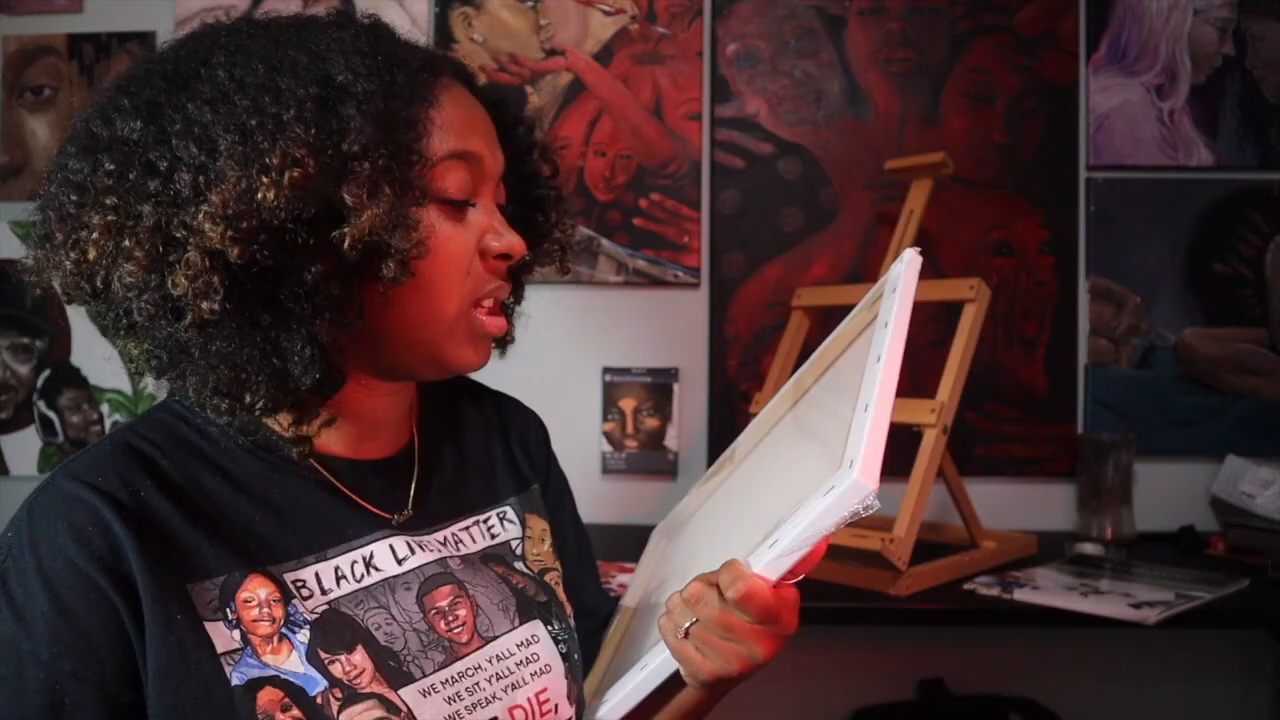 BLACK LIVES MATTER
WE MARCH, Y'ALL MAD
WE SIT, Y'ALL MAD
WE SPEAK, Y'ALL MAD
DIE,